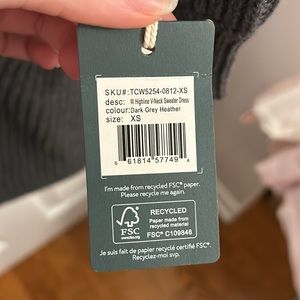 SKU#:TCW5254-0812-XS
desc: W Highline V-Neck Sweater Dress
colour:Dark Grey Heather
size: XS
6 61814 57749 4
I'm made from recycled FSC® paper.
Please recycle me again.
FSC
www.fsc.org
RECYCLED
Paper made from
recycled material
FSC® C109848
Je suis fait de papier recyclé certifié FSC®.
Recyclez-moi svp.